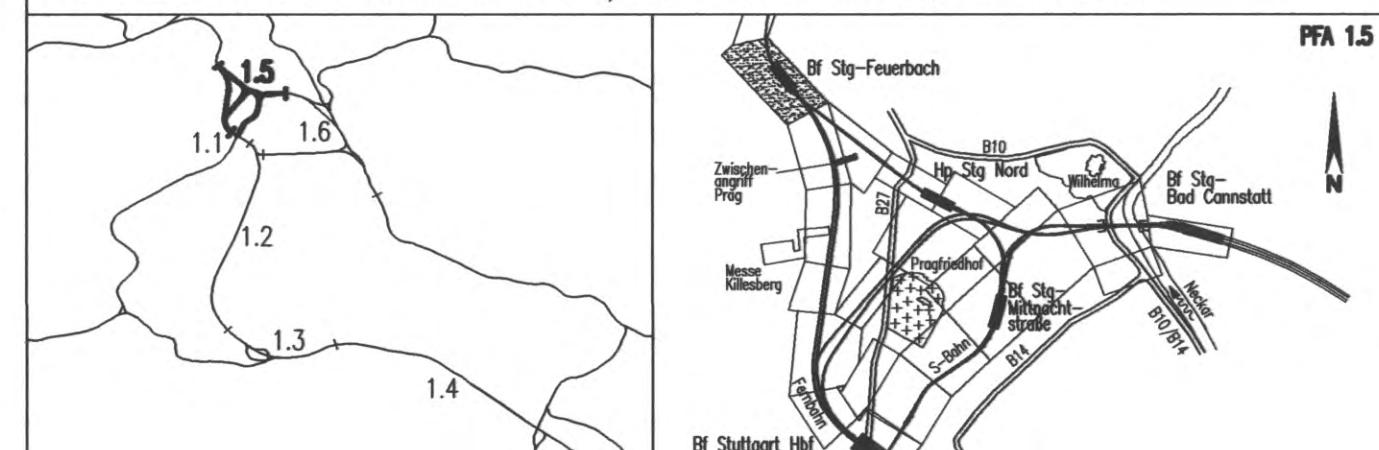 1.5
1.1
1.6
1.2
1.3
1.4
PFA 1.5
Bf Stg-Feuerbach
N
B10
Zwischen-
angriff
Prag
Hp Stg Nord
Wilhelma
Bf Stg-
Bad Cannstatt
B27
Messe
Killesberg
Pragfriedhof
Bf Stg-
Mittnacht-
straße
Neckar
B10/B14
S-Bahn
B14
Fernbahn
Bf Stuttgart Hbf